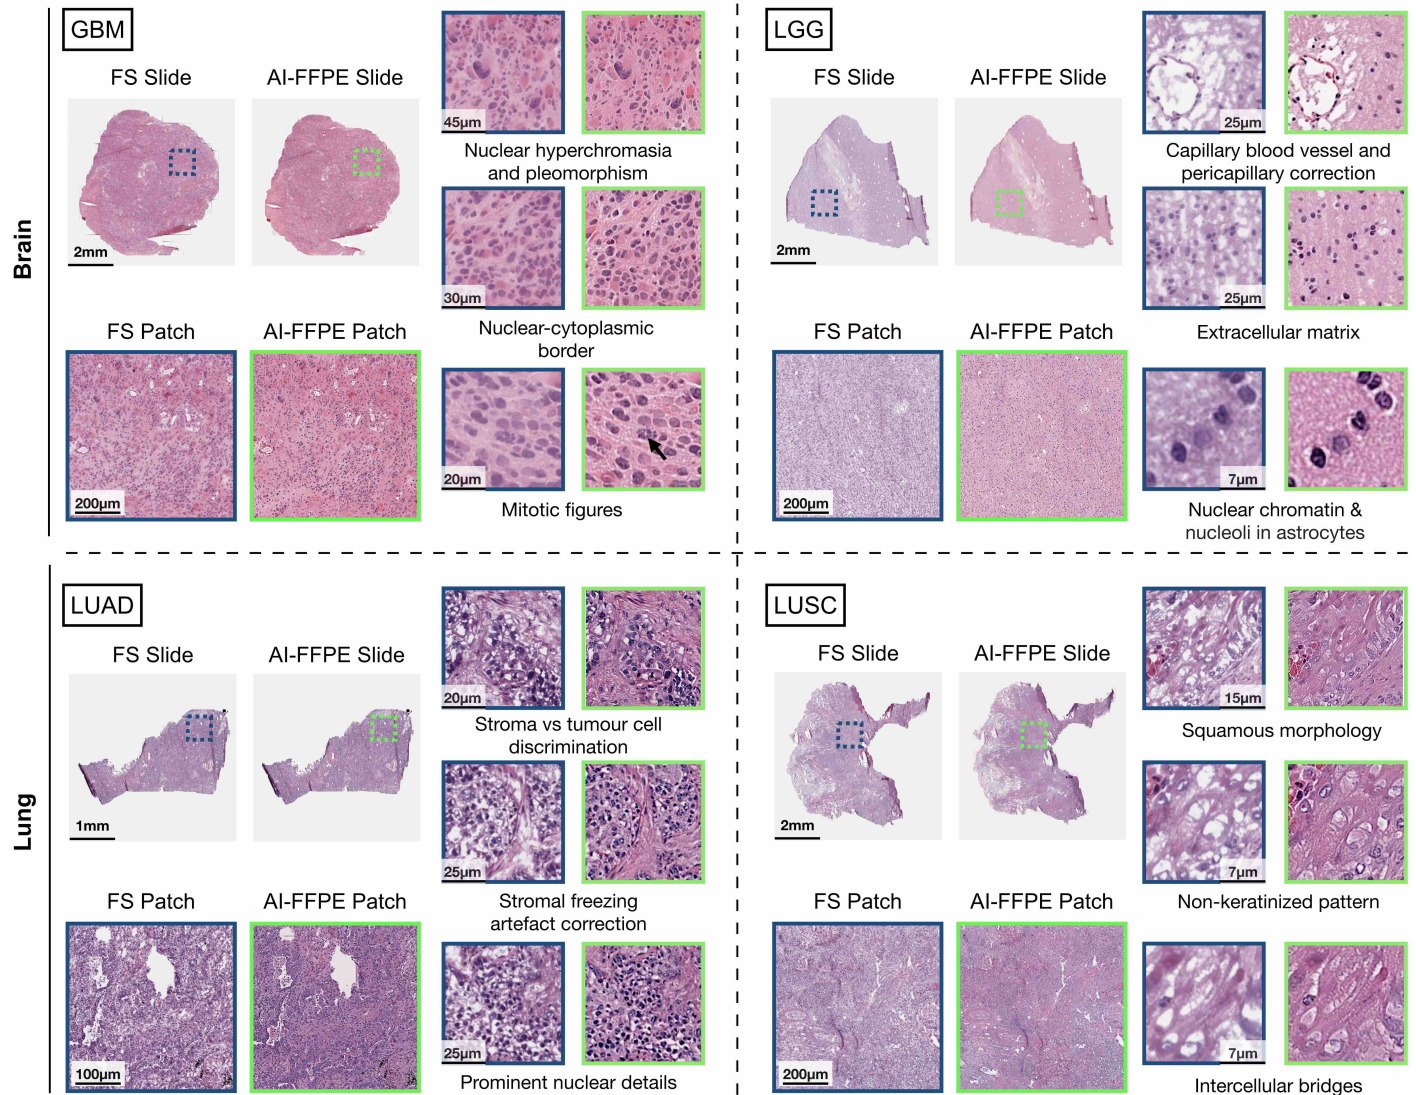 Brain
GBM
FS Slide
AI-FFPE Slide
2mm
FS Patch
AI-FFPE Patch
200µm
45µm
Nuclear hyperchromasia
and pleomorphism
30µm
Nuclear-cytoplasmic
border
20µm
Mitotic figures
LGG
FS Slide
AI-FFPE Slide
2mm
FS Patch
AI-FFPE Patch
200µm
25µm
Capillary blood vessel and
pericapillary correction
25µm
Extracellular matrix
7µm
Nuclear chromatin &
nucleoli in astrocytes
Lung
LUAD
FS Slide
AI-FFPE Slide
1mm
FS Patch
AI-FFPE Patch
100µm
20µm
Stroma vs tumour cell
discrimination
25µm
Stromal freezing
artefact correction
25µm
Prominent nuclear details
LUSC
FS Slide
AI-FFPE Slide
2mm
FS Patch
AI-FFPE Patch
200µm
15µm
Squamous morphology
7µm
Non-keratinized pattern
7µm
Intercellular bridges